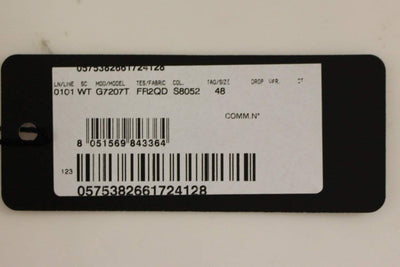 0575382661724128
LN/LINE SC MOD/MODEL TES/FABRIC COL. TAG/SIZE DROP VAR. CT
0101 WT G7207T FR2QD S8052 48
COMM.N°
8 051569 843364
123
0575382661724128